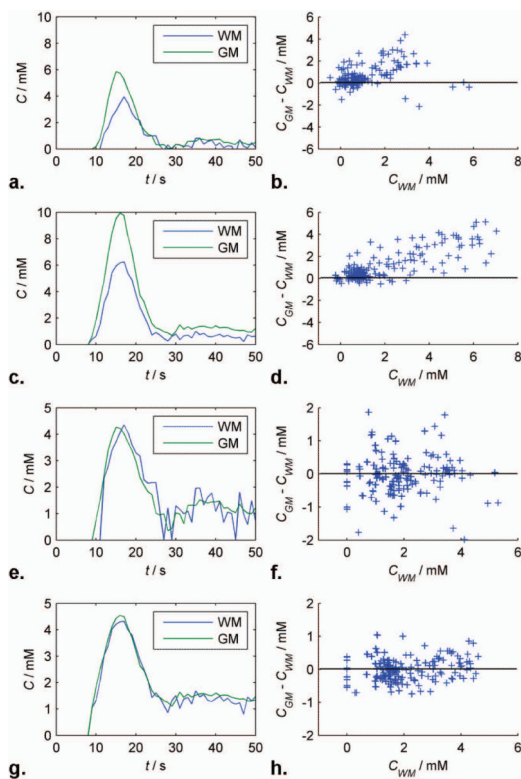 10
8
6
4
2
0
C / mM
WM
GM
0 10 20 30 40 50
t / s
a.
6
4
2
0
-2
-4
-6
C_GM - C_WM / mM
0 2 4 6 8
C_WM / mM
b.
10
8
6
4
2
0
C / mM
WM
GM
0 10 20 30 40 50
t / s
c.
6
4
2
0
-2
-4
-6
C_GM - C_WM / mM
0 2 4 6 8
C_WM / mM
d.
5
4
3
2
1
0
C / mM
WM
GM
0 10 20 30 40 50
t / s
e.
2
1
0
-1
-2
C_GM - C_WM / mM
0 2 4 6
C_WM / mM
f.
5
4
3
2
1
0
C / mM
WM
GM
0 10 20 30 40 50
t / s
g.
2
1
0
-1
-2
C_GM - C_WM / mM
0 2 4 6
C_WM / mM
h.